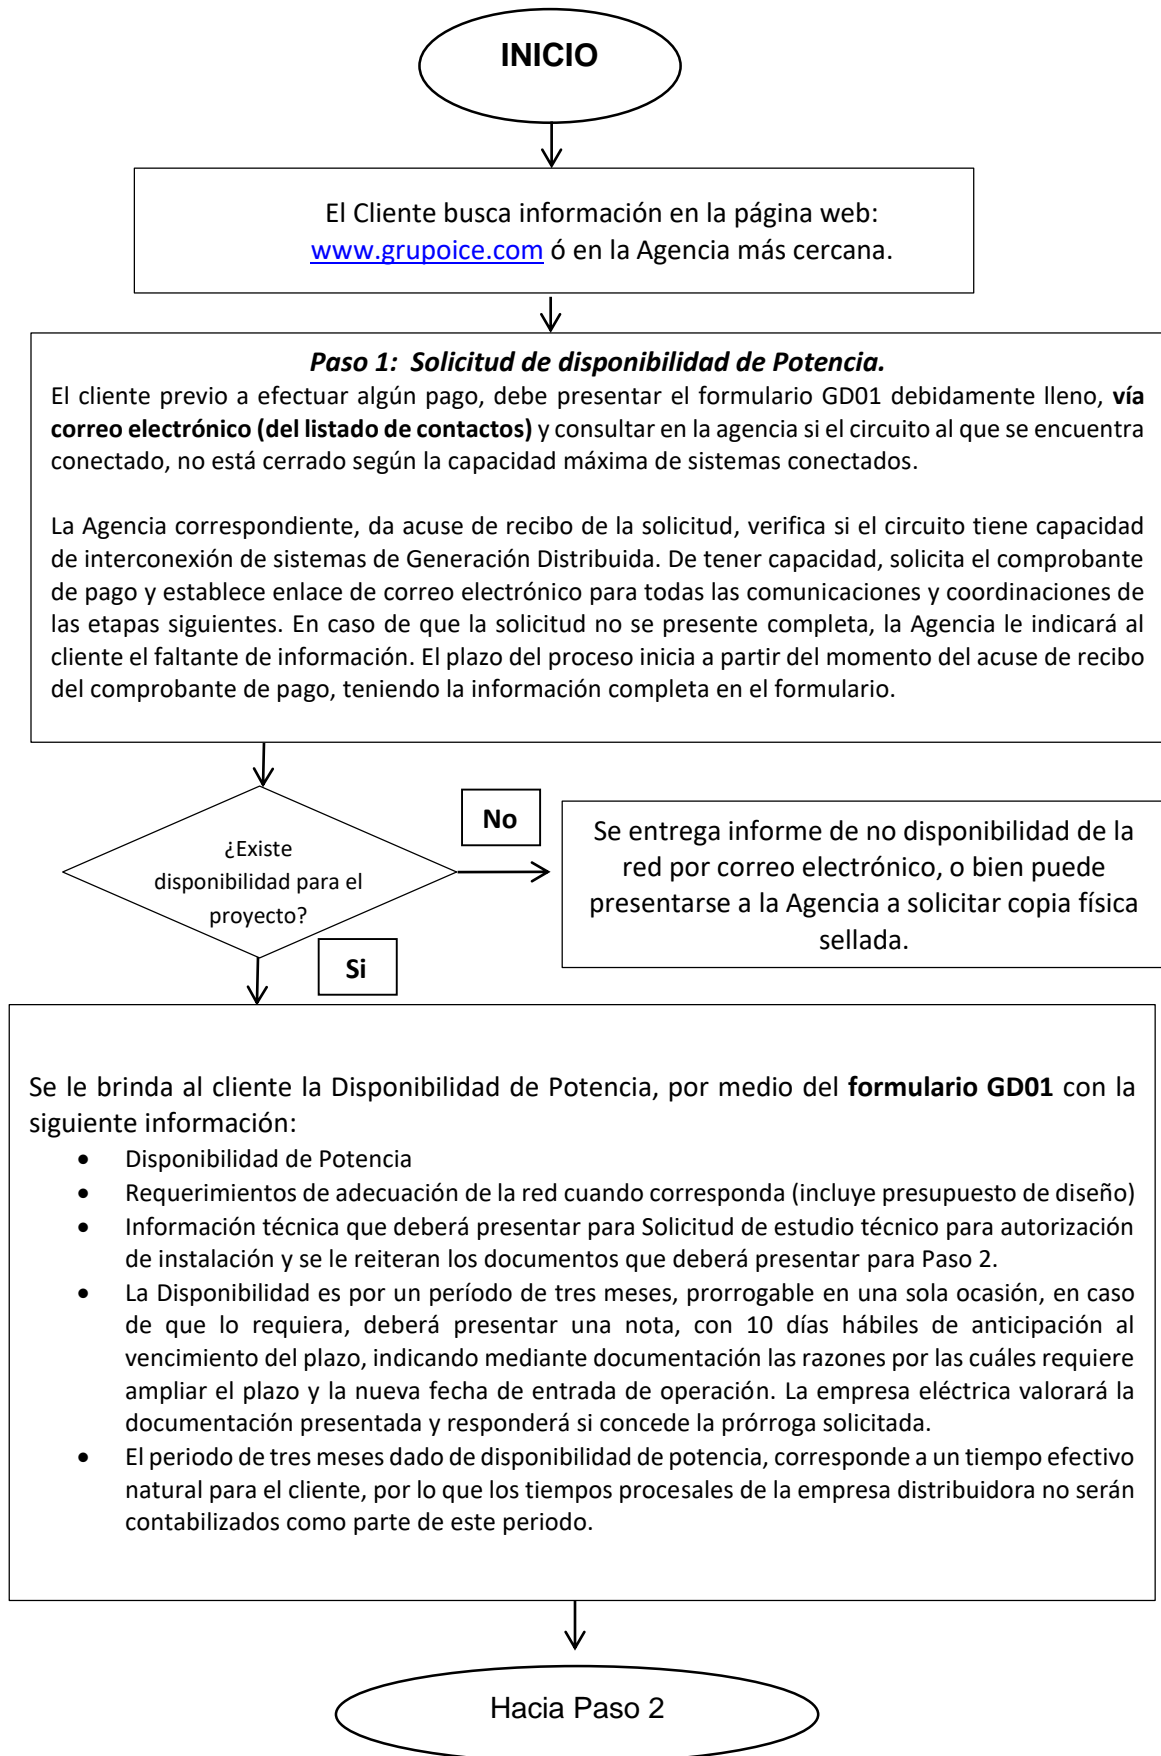 INICIO
El Cliente busca información en la página web:
www.grupoice.com ó en la Agencia más cercana.
Paso 1:  Solicitud de disponibilidad de Potencia.
El cliente previo a efectuar algún pago, debe presentar el formulario GD01 debidamente lleno, vía
correo electrónico (del listado de contactos) y consultar en la agencia si el circuito al que se encuentra
conectado, no está cerrado según la capacidad máxima de sistemas conectados.
La Agencia correspondiente, da acuse de recibo de la solicitud, verifica si el circuito tiene capacidad
de interconexión de sistemas de Generación Distribuida. De tener capacidad, solicita el comprobante
de pago y establece enlace de correo electrónico para todas las comunicaciones y coordinaciones de
las etapas siguientes. En caso de que la solicitud no se presente completa, la Agencia le indicará al
cliente el faltante de información. El plazo del proceso inicia a partir del momento del acuse de recibo
del comprobante de pago, teniendo la información completa en el formulario.
¿Existe
disponibilidad para el
proyecto?
No
Se entrega informe de no disponibilidad de la
red por correo electrónico, o bien puede
presentarse a la Agencia a solicitar copia física
sellada.
Si
Se le brinda al cliente la Disponibilidad de Potencia, por medio del formulario GD01 con la
siguiente información:
• Disponibilidad de Potencia
• Requerimientos de adecuación de la red cuando corresponda (incluye presupuesto de diseño)
• Información técnica que deberá presentar para Solicitud de estudio técnico para autorización
de instalación y se le reiteran los documentos que deberá presentar para Paso 2.
• La Disponibilidad es por un período de tres meses, prorrogable en una sola ocasión, en caso
de que lo requiera, deberá presentar una nota, con 10 días hábiles de anticipación al
vencimiento del plazo, indicando mediante documentación las razones por las cuáles requiere
ampliar el plazo y la nueva fecha de entrada de operación. La empresa eléctrica valorará la
documentación presentada y responderá si concede la prórroga solicitada.
• El periodo de tres meses dado de disponibilidad de potencia, corresponde a un tiempo efectivo
natural para el cliente, por lo que los tiempos procesales de la empresa distribuidora no serán
contabilizados como parte de este periodo.
Hacia Paso 2